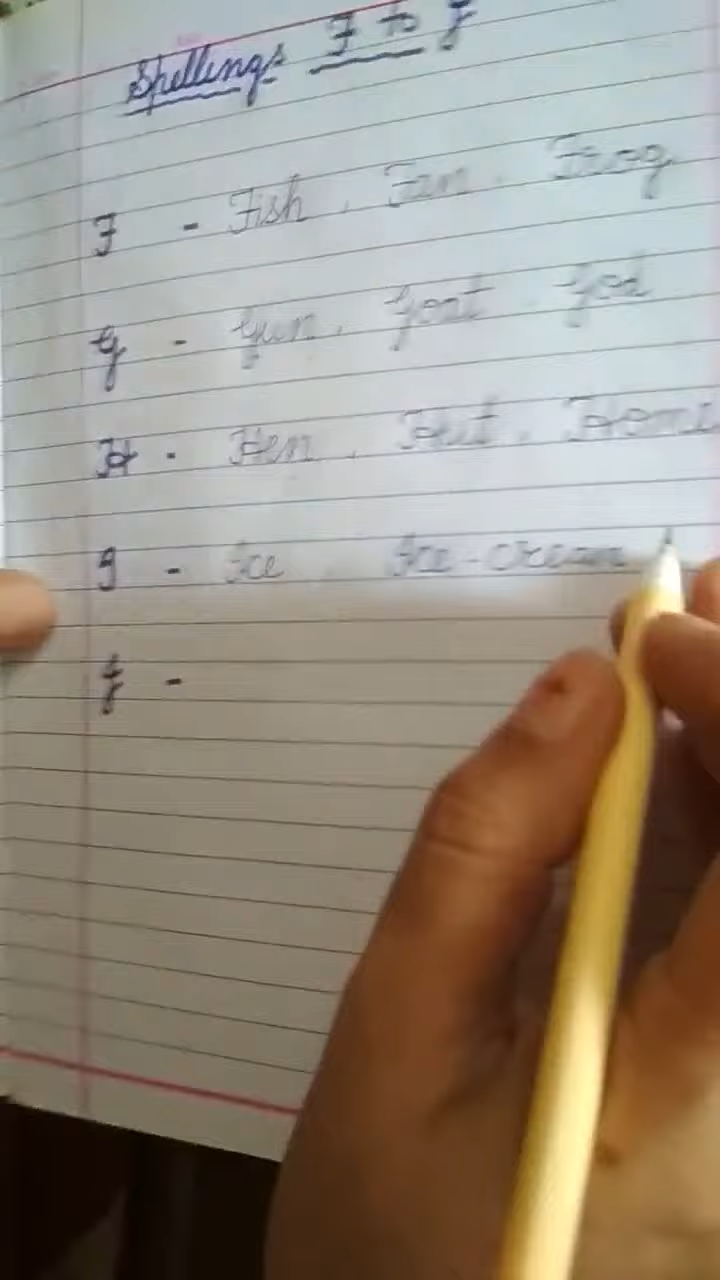 Spellings F to J
F - Fish, Fan, Frog
G - Gun, Goat, God
H - Hen, Hut, Home
I - Ice, Ice-cream
J -